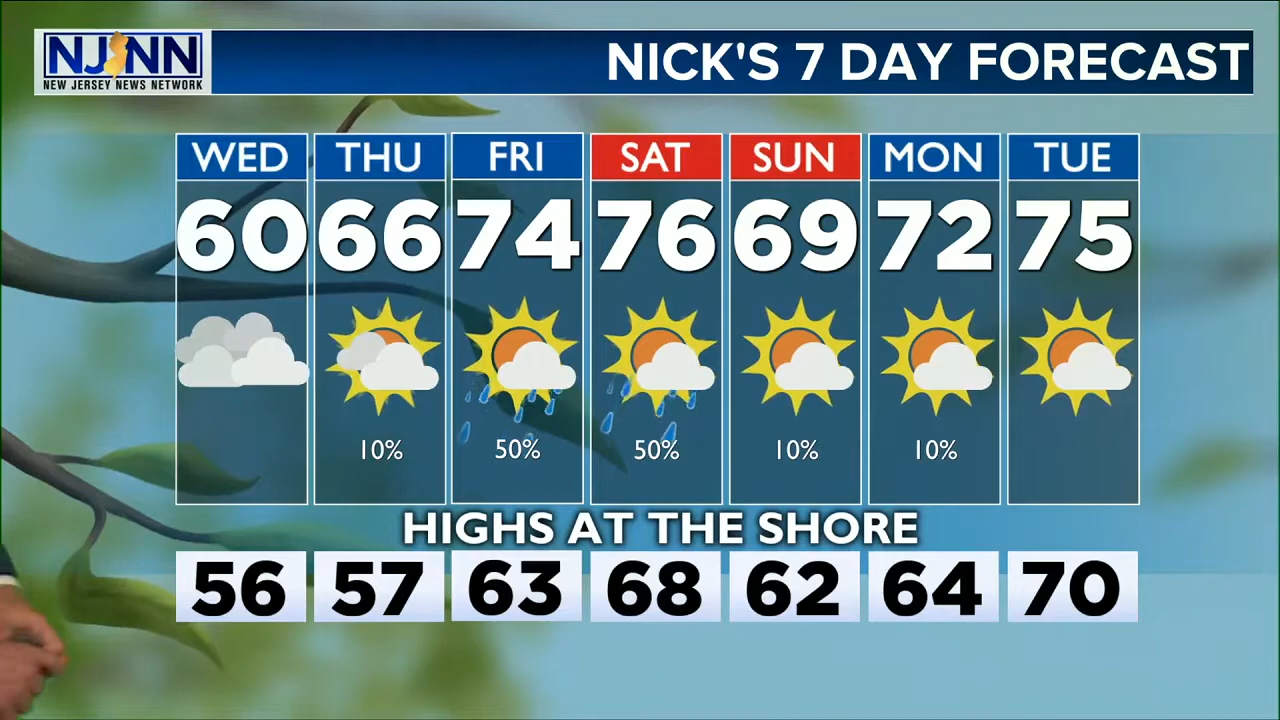 NJNN
NEW JERSEY NEWS NETWORK
NICK'S 7 DAY FORECAST
WED THU FRI SAT SUN MON TUE
60 66 74 76 69 72 75
10% 50% 50% 10% 10%
HIGHS AT THE SHORE
56 57 63 68 62 64 70